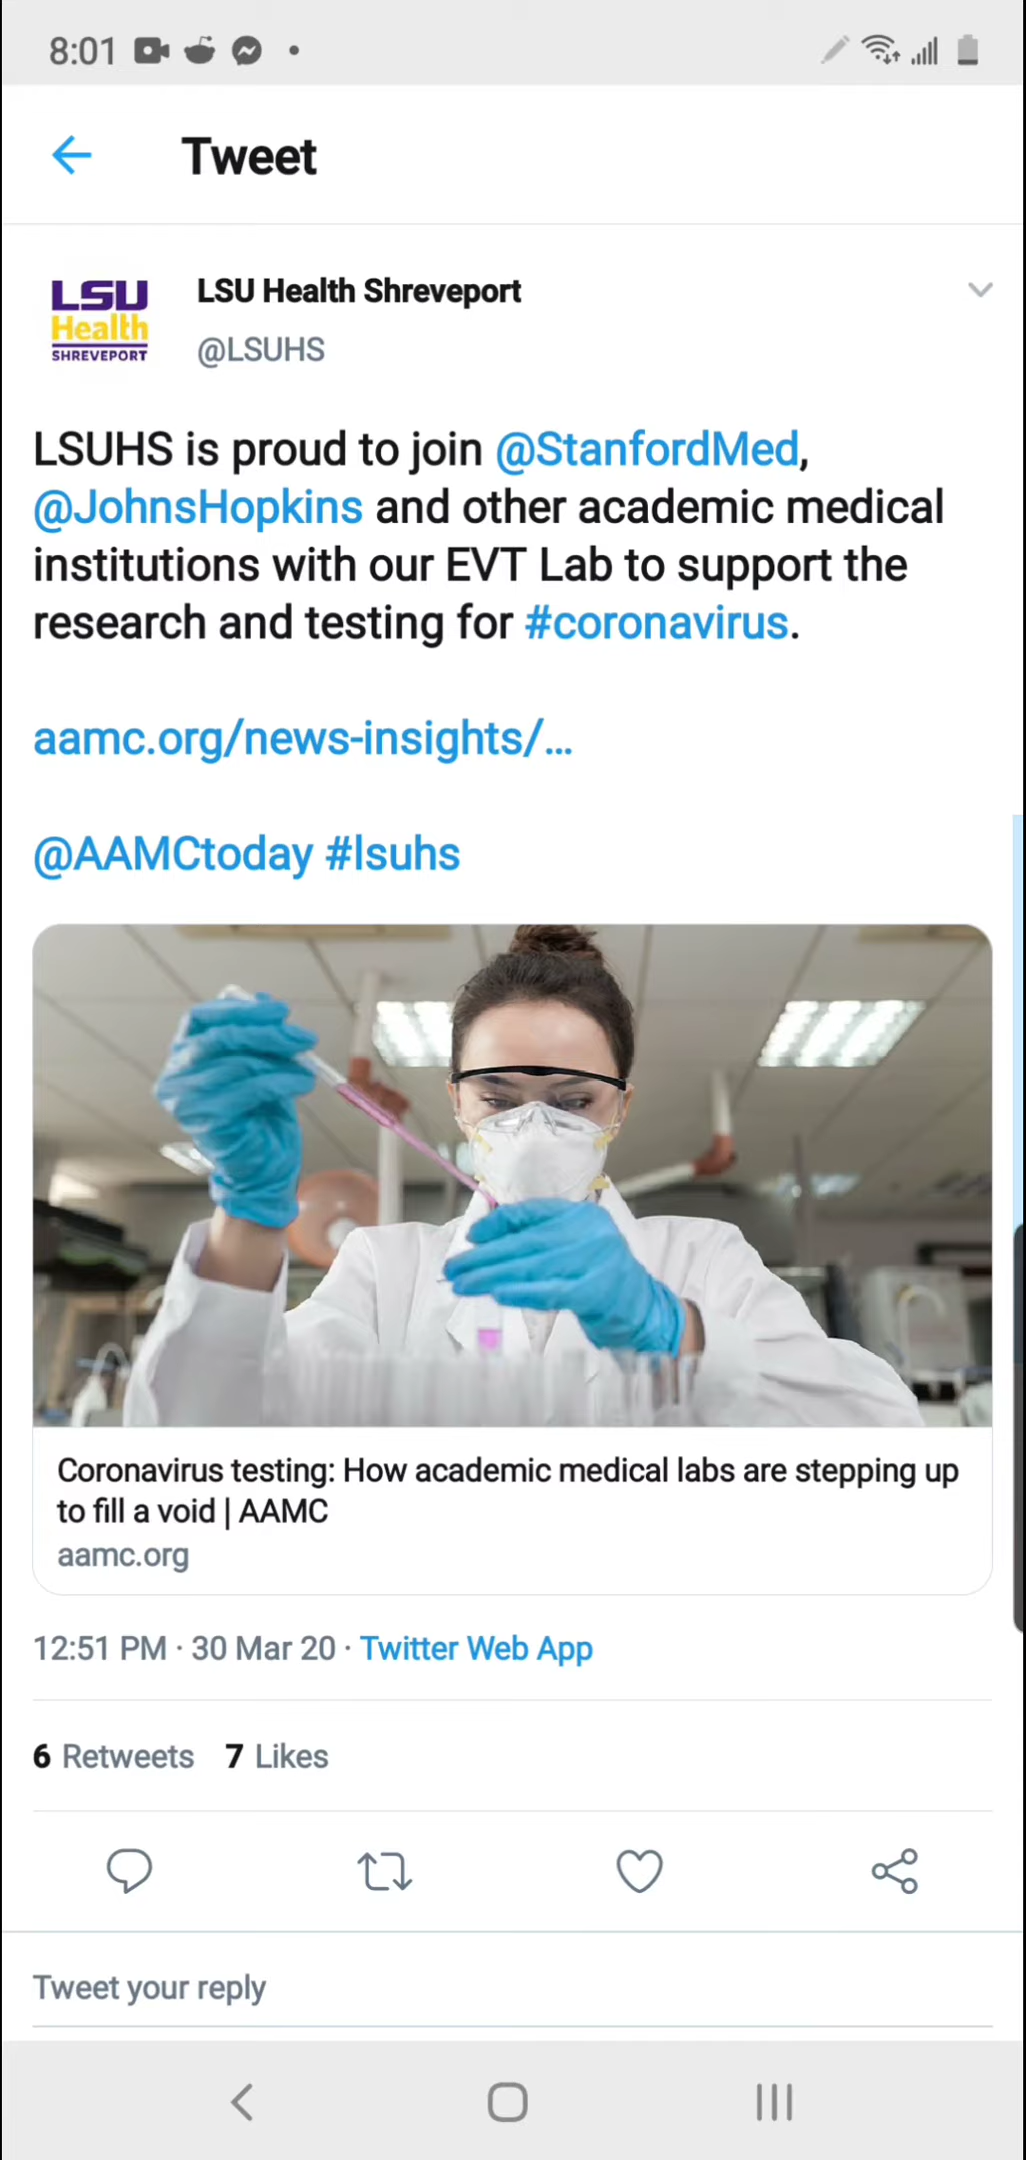 8:01
Tweet
LSU
Health
SHREVEPORT
LSU Health Shreveport
@LSUHS
LSUHS is proud to join @StanfordMed,
@JohnsHopkins and other academic medical
institutions with our EVT Lab to support the
research and testing for #coronavirus.
aamc.org/news-insights/...
@AAMCtoday #lsuhs
Coronavirus testing: How academic medical labs are stepping up
to fill a void | AAMC
aamc.org
12:51 PM · 30 Mar 20 · Twitter Web App
6 Retweets 7 Likes
Tweet your reply